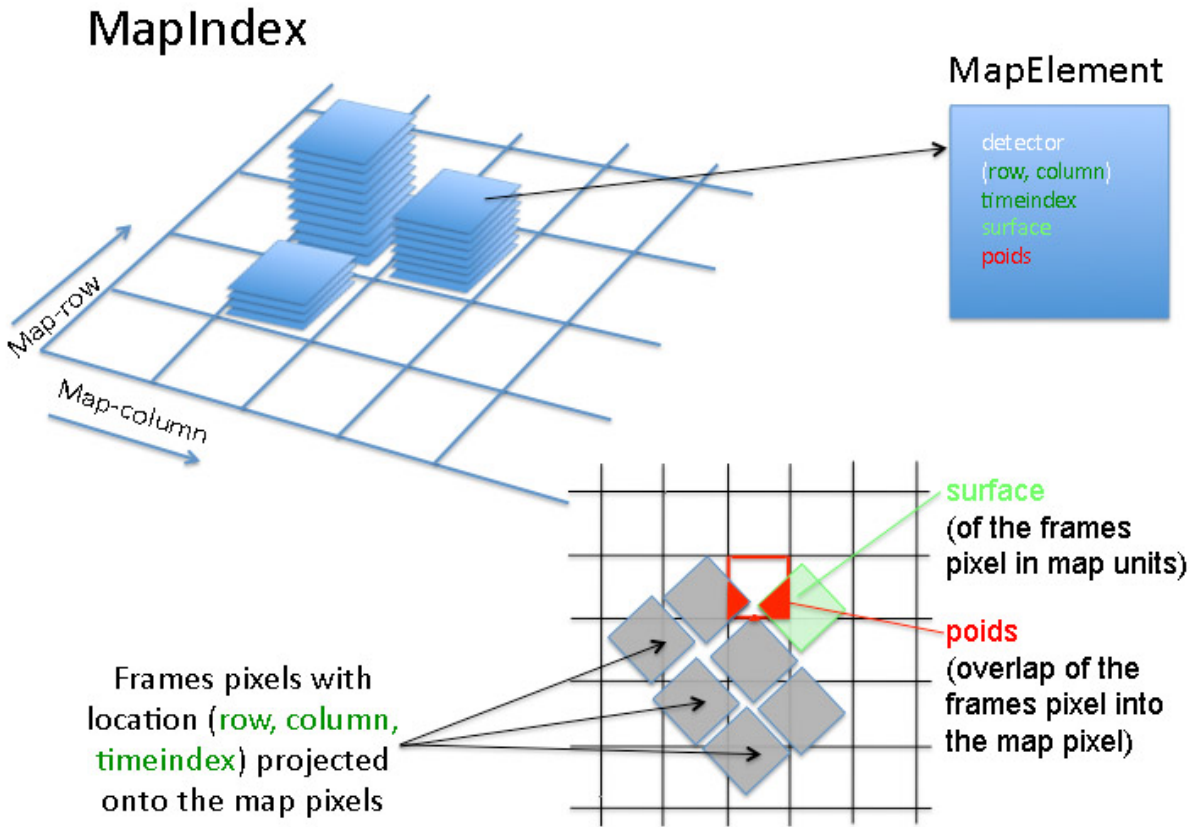 MapIndex
MapElement
detector
(row, column)
timeindex
surface
poids
Map-row
Map-column
surface
(of the frames
pixel in map units)
poids
(overlap of the
frames pixel into
the map pixel)
Frames pixels with
location (row, column,
timeindex) projected
onto the map pixels